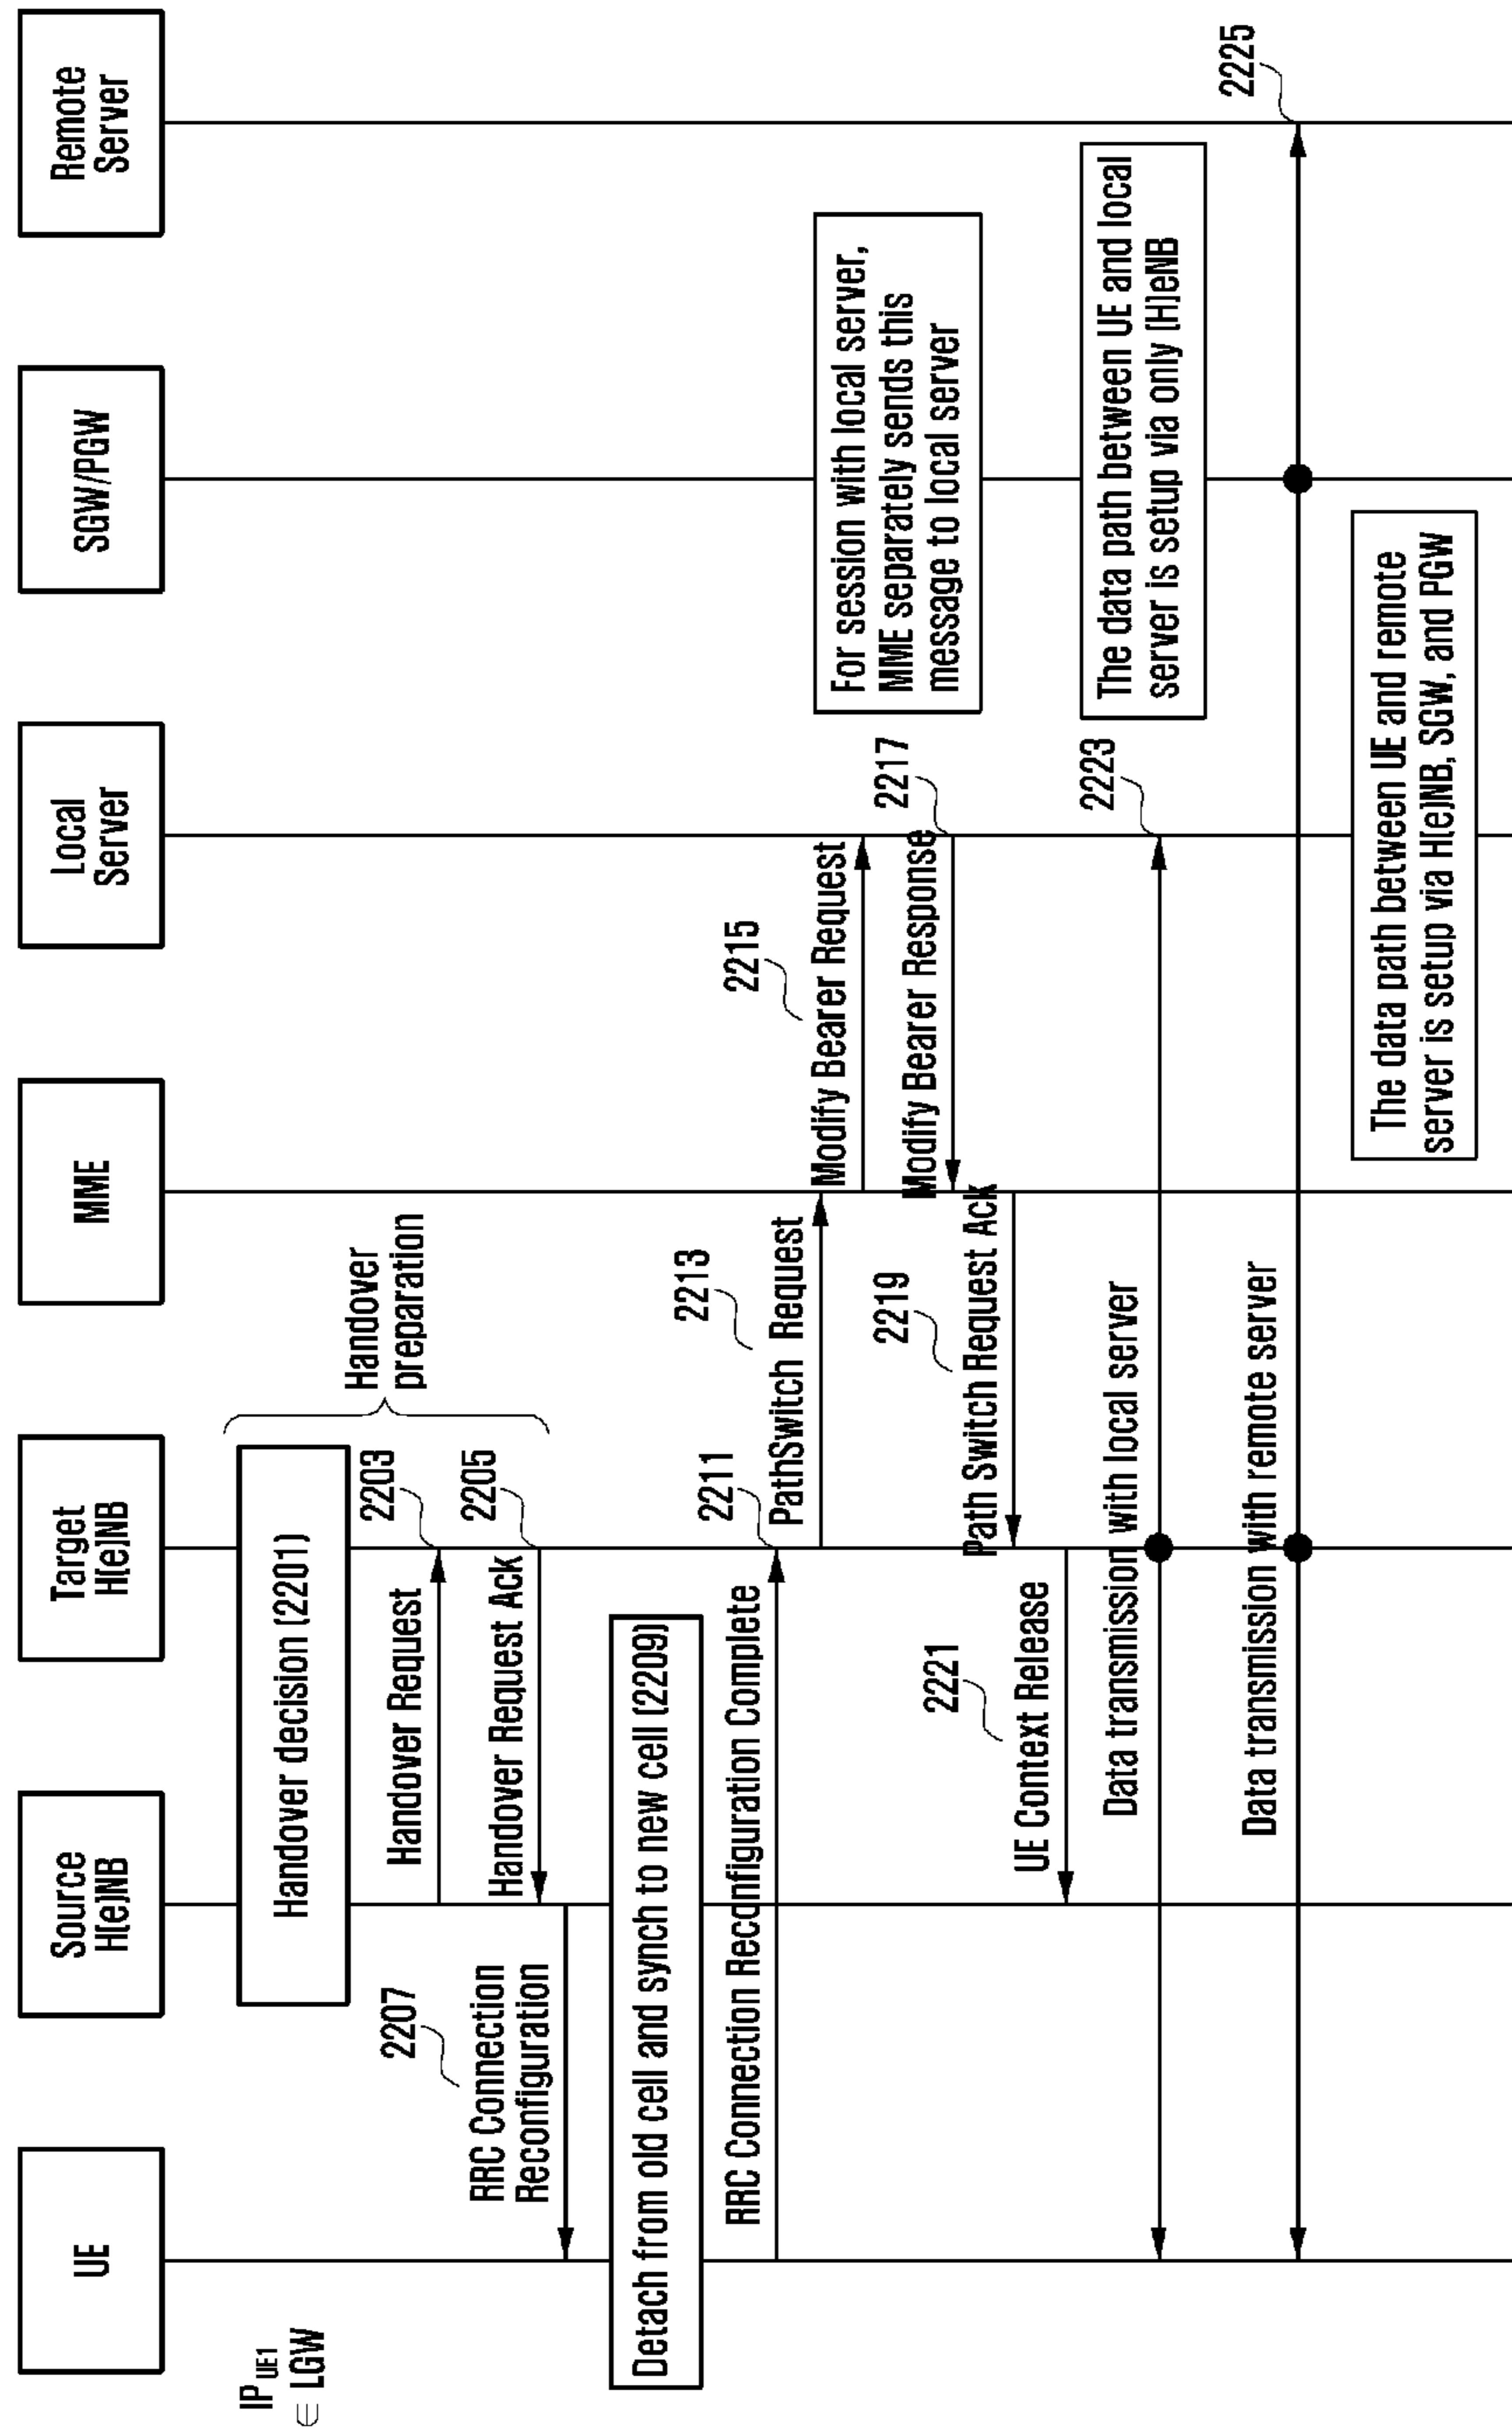 UE
Source
H(e)NB
Target
H(e)NB
MME
Local
Server
SGW/PGW
Remote
Server
IP UE1
∈ LGW
Handover decision (2201)
Handover
preparation
Handover Request
2203
Handover Request Ack
2205
2207
RRC Connection
Reconfiguration
Detach from old cell and synch to new cell (2209)
RRC Connection Reconfiguration Complete
2211
2213
PathSwitch Request
2215
Modify Bearer Request
For session with local server,
MME separately sends this
message to local server
Modify Bearer Response
2217
2219
Path Switch Request Ack
2221
UE Context Release
Data transmission with local server
2223
The data path between UE and local
server is setup via only (H)eNB
Data transmission with remote server
2225
The data path between UE and remote
server is setup via H(e)NB, SGW, and PGW